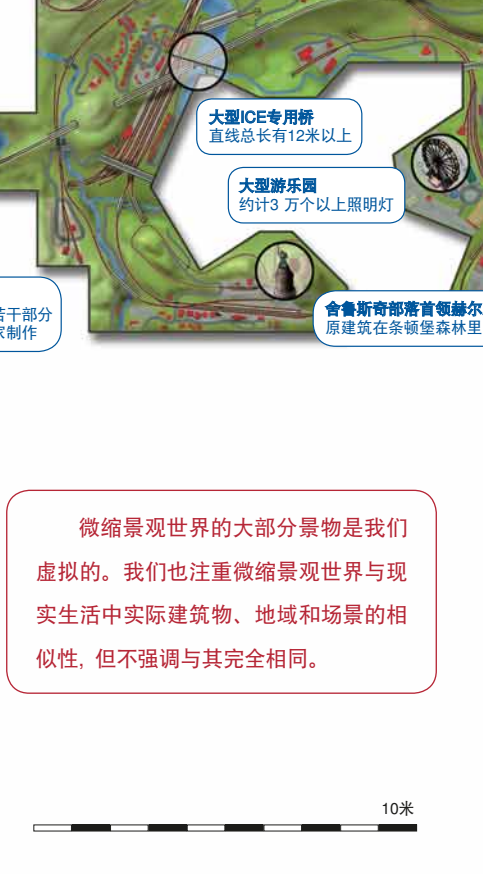 大型ICE专用桥
直线总长有12米以上
大型游乐园
约计3 万个以上照明灯
若干部分
家制作
舍鲁斯奇部落首领赫尔
原建筑在条顿堡森林里
微缩景观世界的大部分景物是我们
虚拟的。我们也注重微缩景观世界与现
实生活中实际建筑物、地域和场景的相
似性, 但不强调与其完全相同。
10米